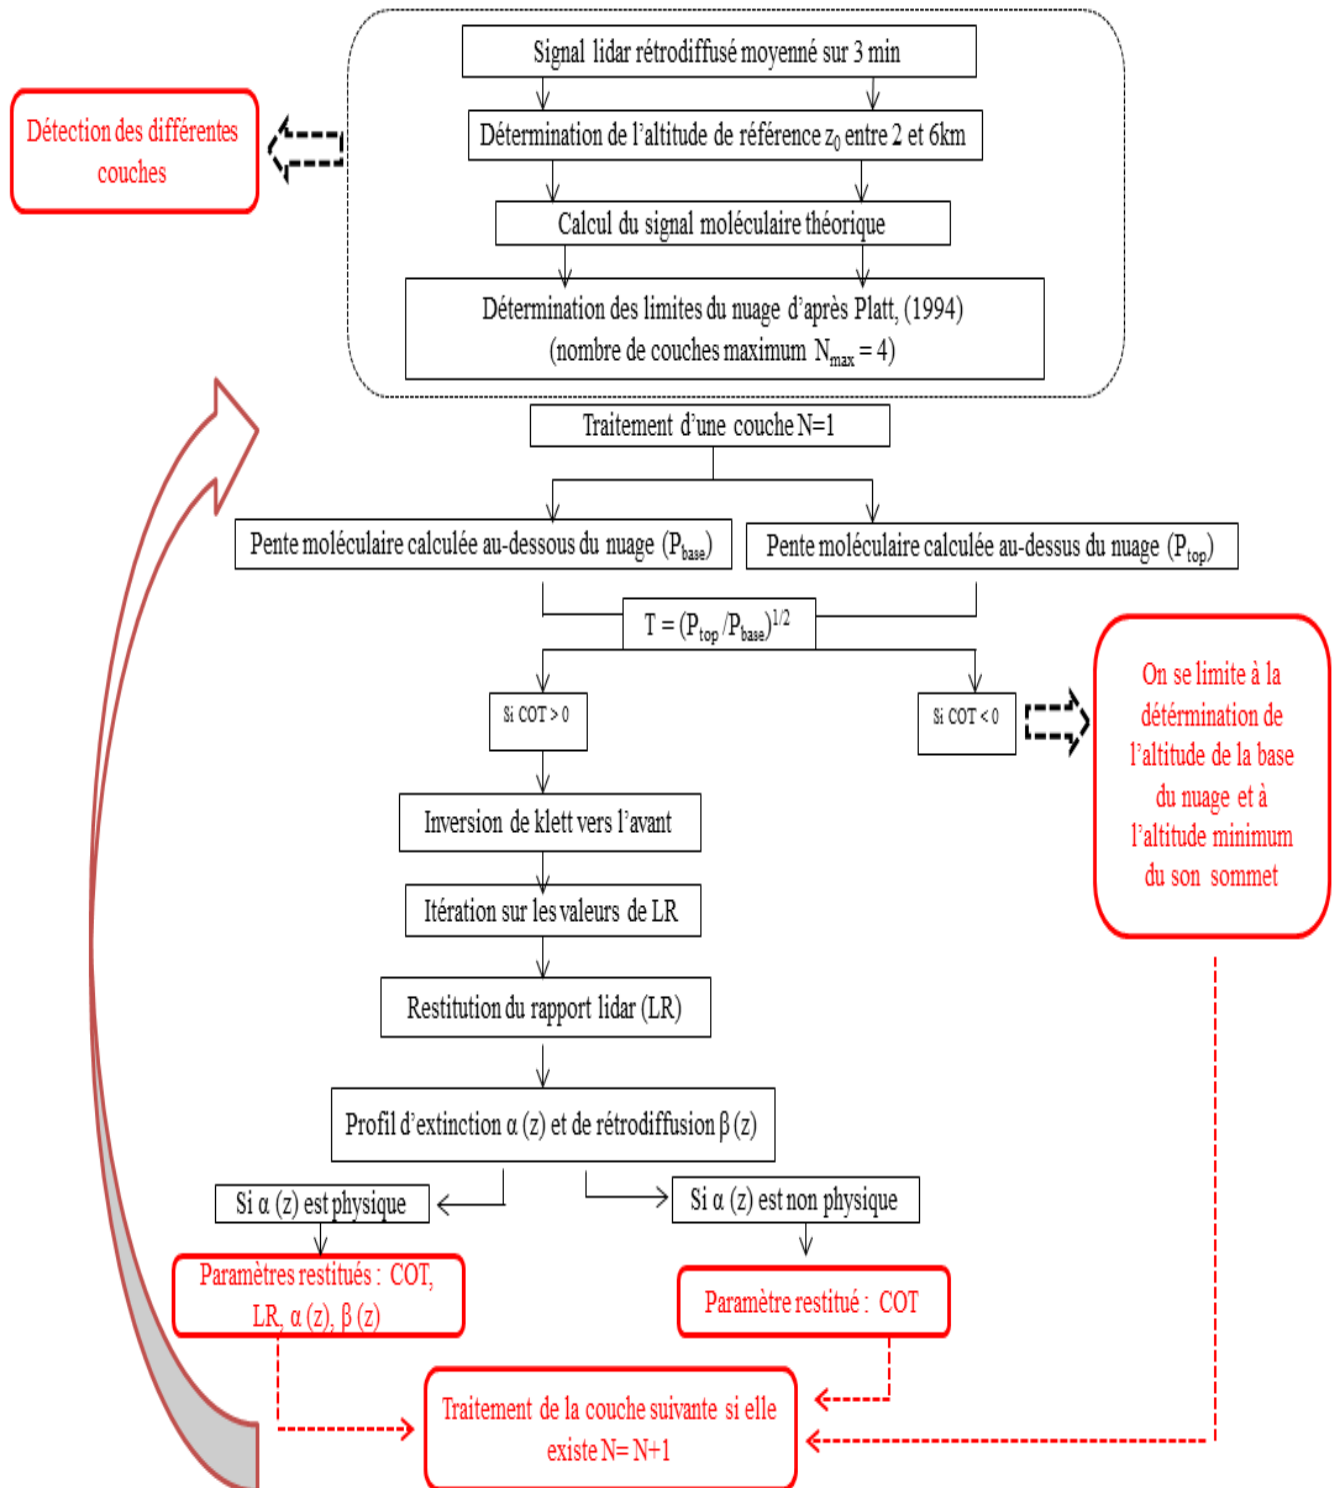 Signal lidar rétrodiffusé moyenné sur 3 min
Détection des différentes
couches
Détermination de l'altitude de référence z₀ entre 2 et 6km
Calcul du signal moléculaire théorique
Détermination des limites du nuage d'après Platt, (1994)
(nombre de couches maximum Nmax = 4)
Traitement d'une couche N=1
Pente moléculaire calculée au-dessous du nuage (Pbase)
Pente moléculaire calculée au-dessus du nuage (Ptop)
T = (Ptop /Pbase)1/2
Si COT > 0
Si COT < 0
On se limite à la
détérmination de
l'altitude de la base
du nuage et à
l'altitude minimum
du son sommet
Inversion de klett vers l'avant
Itération sur les valeurs de LR
Restitution du rapport lidar (LR)
Profil d'extinction α (z) et de rétrodiffusion β (z)
Si α (z) est physique
Si α (z) est non physique
Paramètres restitués : COT,
LR, α (z), β (z)
Paramètre restitué : COT
Traitement de la couche suivante si elle
existe N= N+1